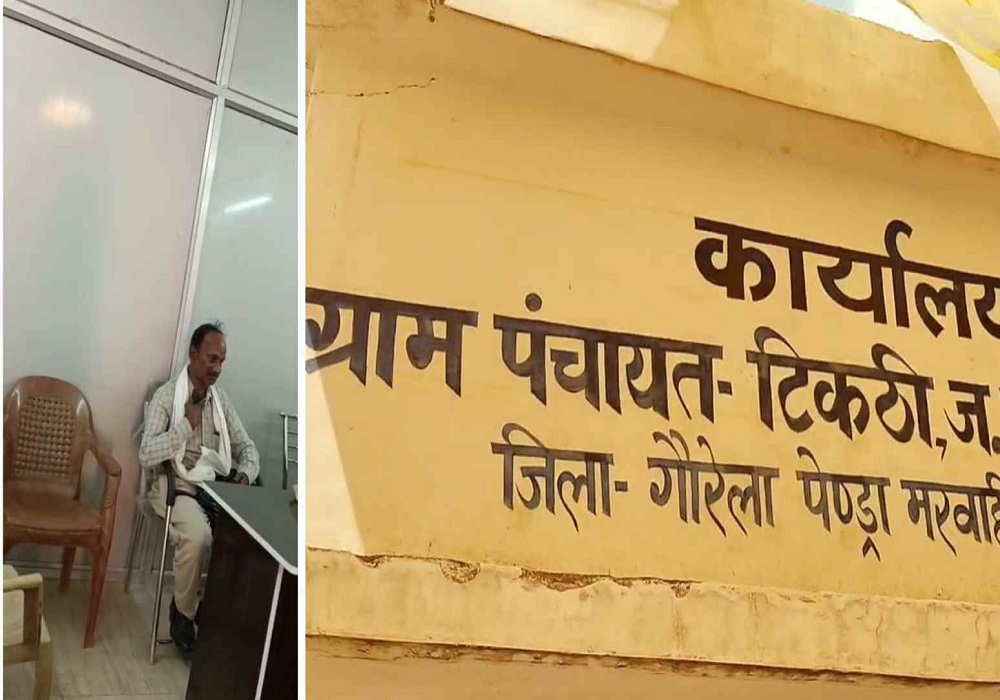 कार्यालय
ग्राम पंचायत- टिकठी, ज.
जिला- गौरेला पेण्ड्रा मरवाही